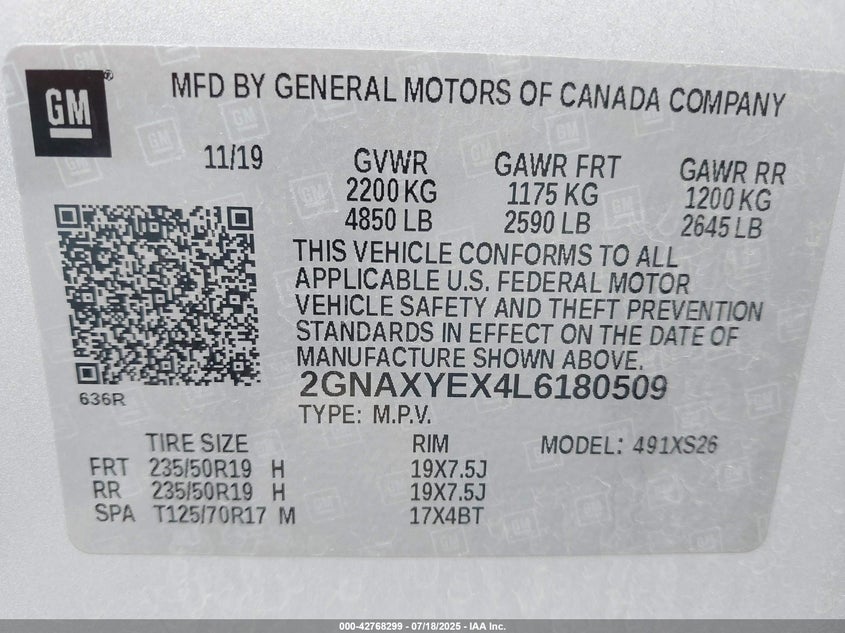 GM
MFD BY GENERAL MOTORS OF CANADA COMPANY
11/19 GVWR GAWR FRT GAWR RR
2200 KG 1175 KG 1200 KG
4850 LB 2590 LB 2645 LB
THIS VEHICLE CONFORMS TO ALL
APPLICABLE U.S. FEDERAL MOTOR
VEHICLE SAFETY AND THEFT PREVENTION
STANDARDS IN EFFECT ON THE DATE OF
MANUFACTURE SHOWN ABOVE.
2GNAXYEX4L6180509
636R
TYPE: M.P.V.
TIRE SIZE RIM MODEL: 491XS26
FRT 235/50R19 H 19X7.5J
RR 235/50R19 H 19X7.5J
SPA T125/70R17 M 17X4BT
000-42768299 - 07/18/2025 - IAA Inc.